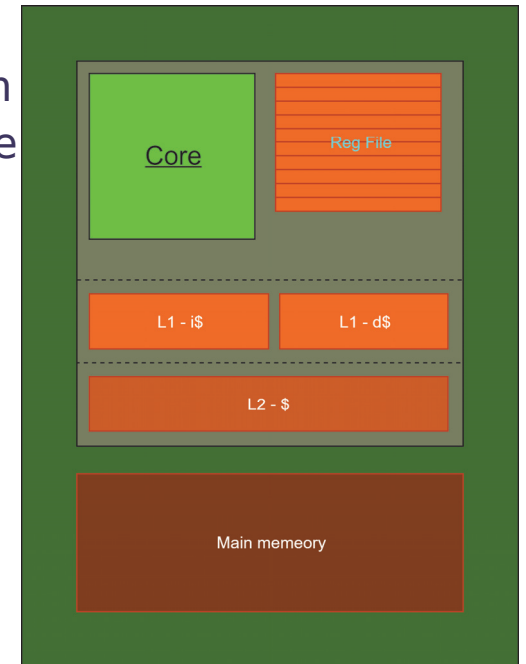 n
e
Core
Reg File
L1 - i$
L1 - d$
L2 - $
Main memeory